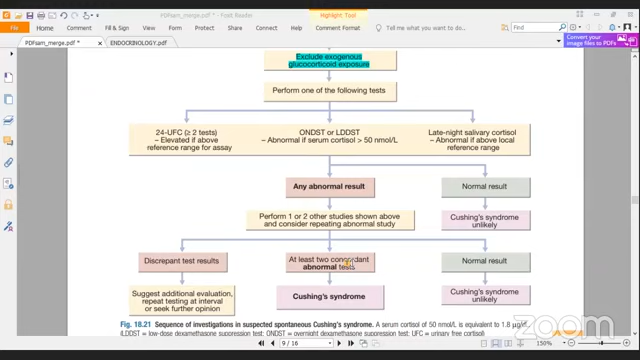 PDFsam_merge.pdf * - Foxit Reader
Highlight Tool
File
Home
Comment
View
Form
Protect
Share
Help
Comment Format
Tell me what you want to do...
Find
PDFsam_merge.pdf *
ENDOCRINOLOGY.pdf
Convert your
image files to PDFs
Exclude exogenous
glucocorticoid exposure
Perform one of the following tests
24-UFC (≥ 2 tests)
– Elevated if above
reference range for assay
ONDST or LDDST
– Abnormal if serum cortisol > 50 nmol/L
Late-night salivary cortisol
– Abnormal if above local
reference range
Any abnormal result
Normal result
Perform 1 or 2 other studies shown above
and consider repeating abnormal study
Cushing's syndrome
unlikely
Discrepant test results
At least two concordant
abnormal tests
Normal result
Suggest additional evaluation,
repeat testing at interval
or seek further opinion
Cushing's syndrome
Cushing's syndrome
unlikely
Fig. 18.21 Sequence of investigations in suspected spontaneous Cushing's syndrome. A serum cortisol of 50 nmol/L is equivalent to 1.8 μg/dL.
(LDDST = low-dose dexamethasone suppression test; ONDST = overnight dexamethasone suppression test; UFC = urinary free cortisol)
zoom
9 / 16
150%